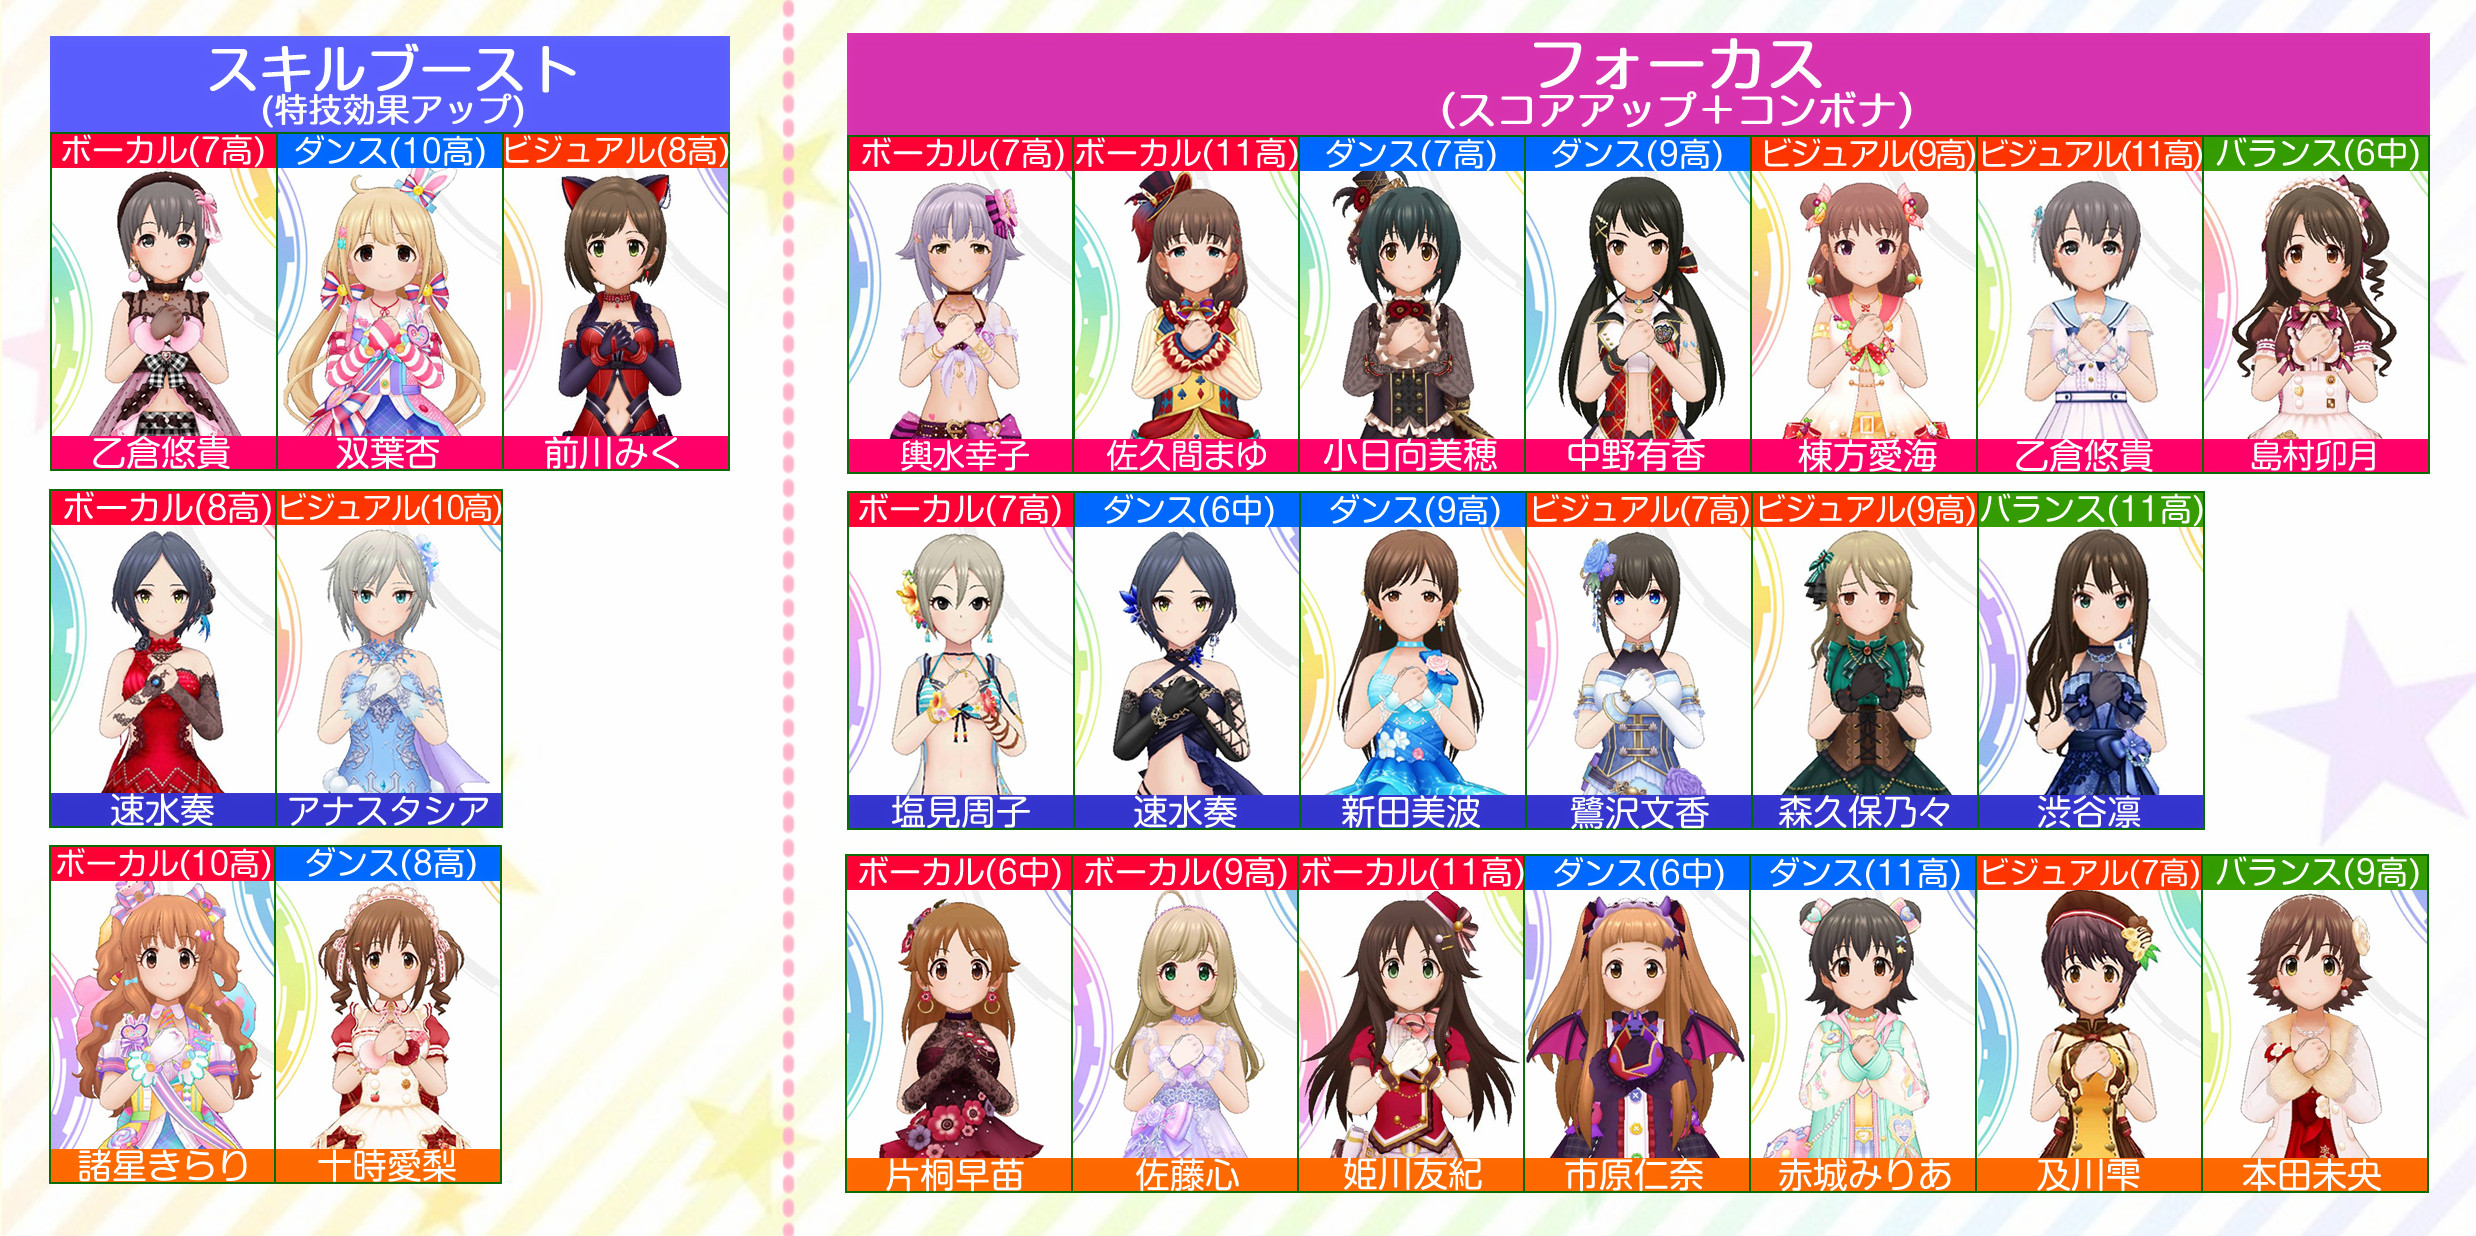 スキルブースト
(特技効果アップ)
ボーカル(7高) ダンス(10高) ビジュアル(8高)
乙倉悠貴 双葉杏 前川みく
ボーカル(8高) ビジュアル(10高)
速水奏 アナスタシア
ボーカル(10高) ダンス(8高)
諸星きらり 十時愛梨
フォーカス
(スコアアップ＋コンボナ)
ボーカル(7高) ボーカル(11高) ダンス(7高) ダンス(9高) ビジュアル(9高) ビジュアル(11高) バランス(6中)
輿水幸子 佐久間まゆ 小日向美穂 中野有香 棟方愛海 乙倉悠貴 島村卯月
ボーカル(7高) ダンス(6中) ダンス(9高) ビジュアル(7高) ビジュアル(9高) バランス(11高)
塩見周子 速水奏 新田美波 鷺沢文香 森久保乃々 渋谷凛
ボーカル(6中) ボーカル(9高) ボーカル(11高) ダンス(6中) ダンス(11高) ビジュアル(7高) バランス(9高)
片桐早苗 佐藤心 姫川友紀 市原仁奈 赤城みりあ 及川雫 本田未央